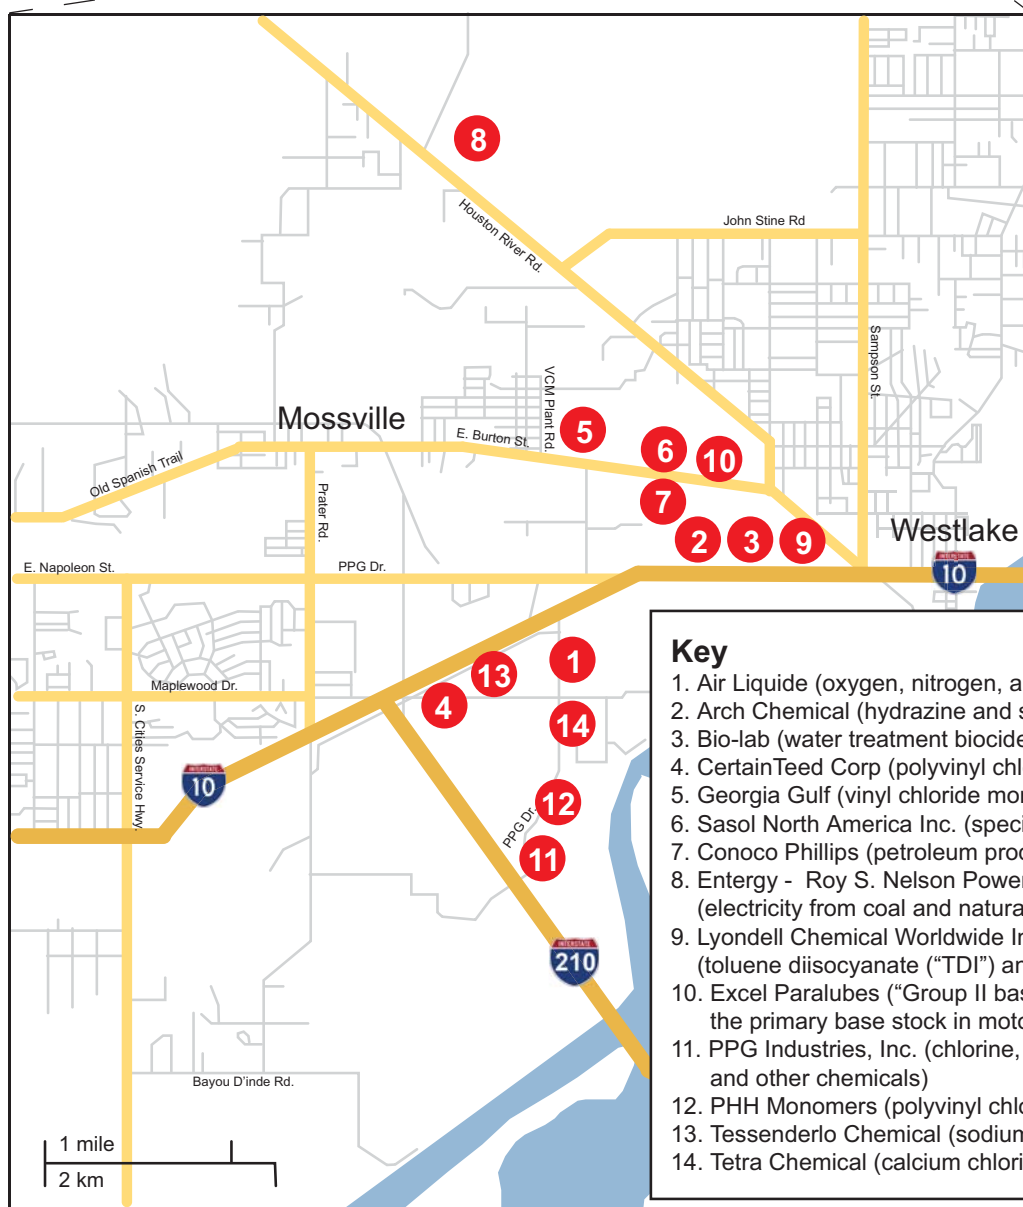 8
John Stine Rd
Houston River Rd.
Sampson St.
VCM Plant Rd.
Mossville
E. Burton St.
5
6
10
Old Spanish Trail
Prater Rd.
7
2
3
9
Westlake
E. Napoleon St.
PPG Dr.
INTERSTATE
10
1
13
Maplewood Dr.
4
14
S. Cities Service Hwy.
INTERSTATE
10
12
PPG Dr.
11
INTERSTATE
210
Bayou D'inde Rd.
1 mile
2 km
Key
1. Air Liquide (oxygen, nitrogen, a
2. Arch Chemical (hydrazine and s
3. Bio-lab (water treatment biocide
4. CertainTeed Corp (polyvinyl chl
5. Georgia Gulf (vinyl chloride mon
6. Sasol North America Inc. (speci
7. Conoco Phillips (petroleum prod
8. Entergy - Roy S. Nelson Power
(electricity from coal and natura
9. Lyondell Chemical Worldwide In
(toluene diisocyanate (“TDI”) an
10. Excel Paralubes (“Group II bas
the primary base stock in moto
11. PPG Industries, Inc. (chlorine,
and other chemicals)
12. PHH Monomers (polyvinyl chlo
13. Tessenderlo Chemical (sodium
14. Tetra Chemical (calcium chlori